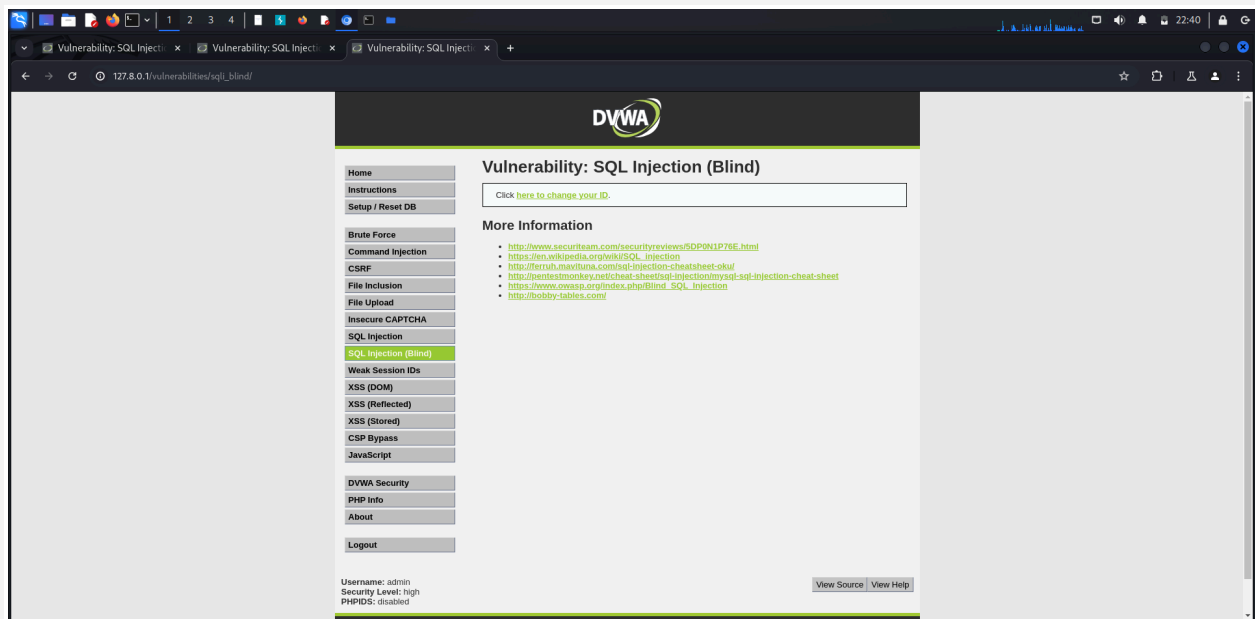 1 2 3 4
22:40
Vulnerability: SQL Injecti
Vulnerability: SQL Injecti
Vulnerability: SQL Injecti
127.8.0.1/vulnerabilities/sqli_blind/
DVWA
Home
Instructions
Setup / Reset DB
Brute Force
Command Injection
CSRF
File Inclusion
File Upload
Insecure CAPTCHA
SQL Injection
SQL Injection (Blind)
Weak Session IDs
XSS (DOM)
XSS (Reflected)
XSS (Stored)
CSP Bypass
JavaScript
DVWA Security
PHP Info
About
Logout
Vulnerability: SQL Injection (Blind)
Click here to change your ID.
More Information
http://www.securiteam.com/securityreviews/5DP0N1P76E.html
https://en.wikipedia.org/wiki/SQL_injection
http://ferruh.mavituna.com/sql-injection-cheatsheet-oku/
http://pentestmonkey.net/cheat-sheet/sql-injection/mysql-sql-injection-cheat-sheet
https://www.owasp.org/index.php/Blind_SQL_Injection
http://bobby-tables.com/
Username: admin
Security Level: high
PHPIDS: disabled
View Source View Help